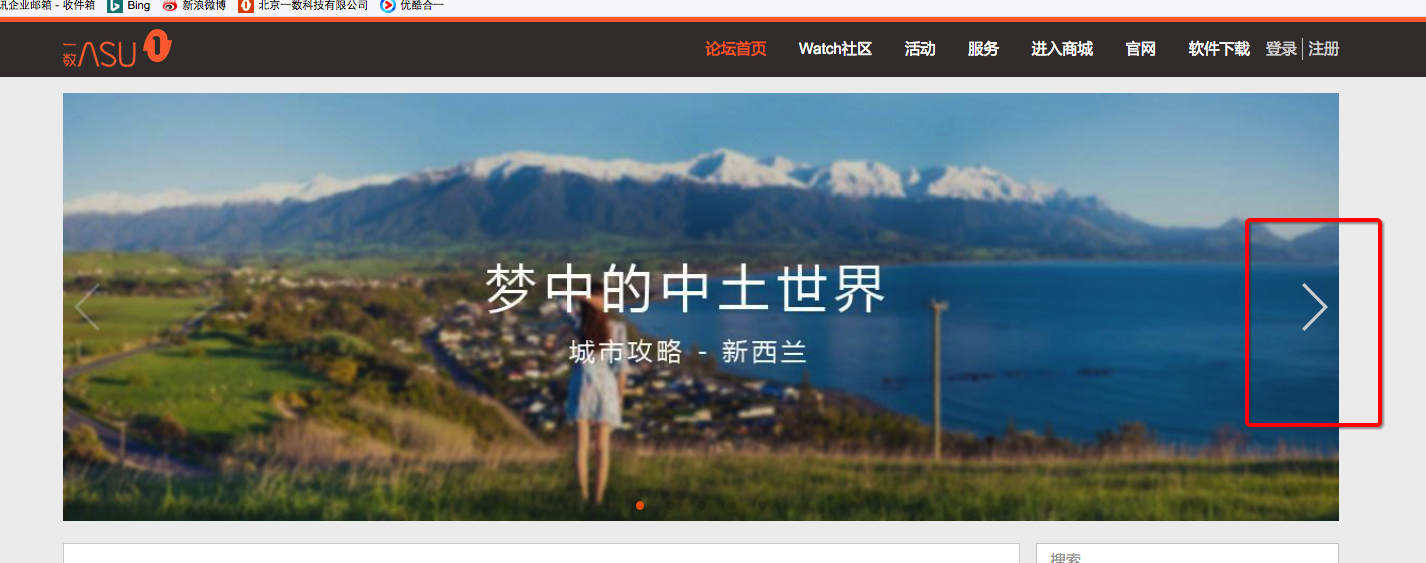 讯企业邮箱 - 收件箱 Bing 新浪微博 北京一数科技有限公司 优酷合一
一数 ASU 1 论坛首页 Watch社区 活动 服务 进入商城 官网 软件下载 登录 注册
梦中的中土世界
城市攻略 - 新西兰
搜索